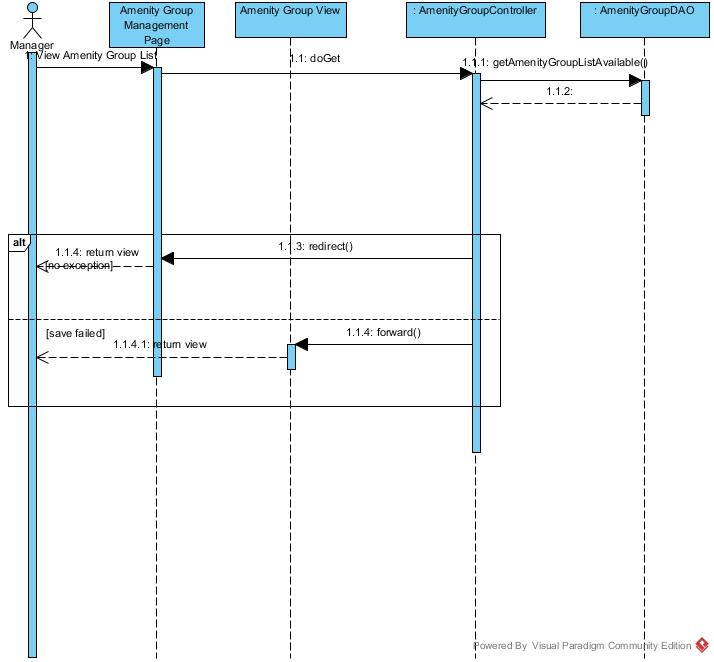 Amenity Group
Management
Page
Amenity Group View
: AmenityGroupController
: AmenityGroupDAO
Manager
1: View Amenity Group List
1.1: doGet
1.1.1: getAmenityGroupListAvailable()
1.1.2:
alt
1.1.3: redirect()
1.1.4: return view
[no exception]
[save failed]
1.1.4: forward()
1.1.4.1: return view
Powered By Visual Paradigm Community Edition